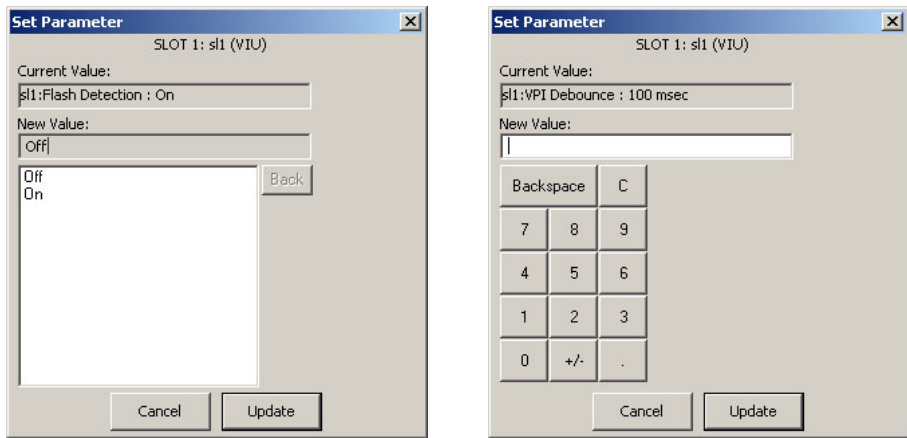 Set Parameter
SLOT 1: sl1 (VIU)
Current Value:
sl1:Flash Detection : On
New Value:
Off
Off
On
Back
Cancel
Update
Set Parameter
SLOT 1: sl1 (VIU)
Current Value:
sl1:VPI Debounce : 100 msec
New Value:
Backspace C
7 8 9
4 5 6
1 2 3
0 +/- .
Cancel
Update